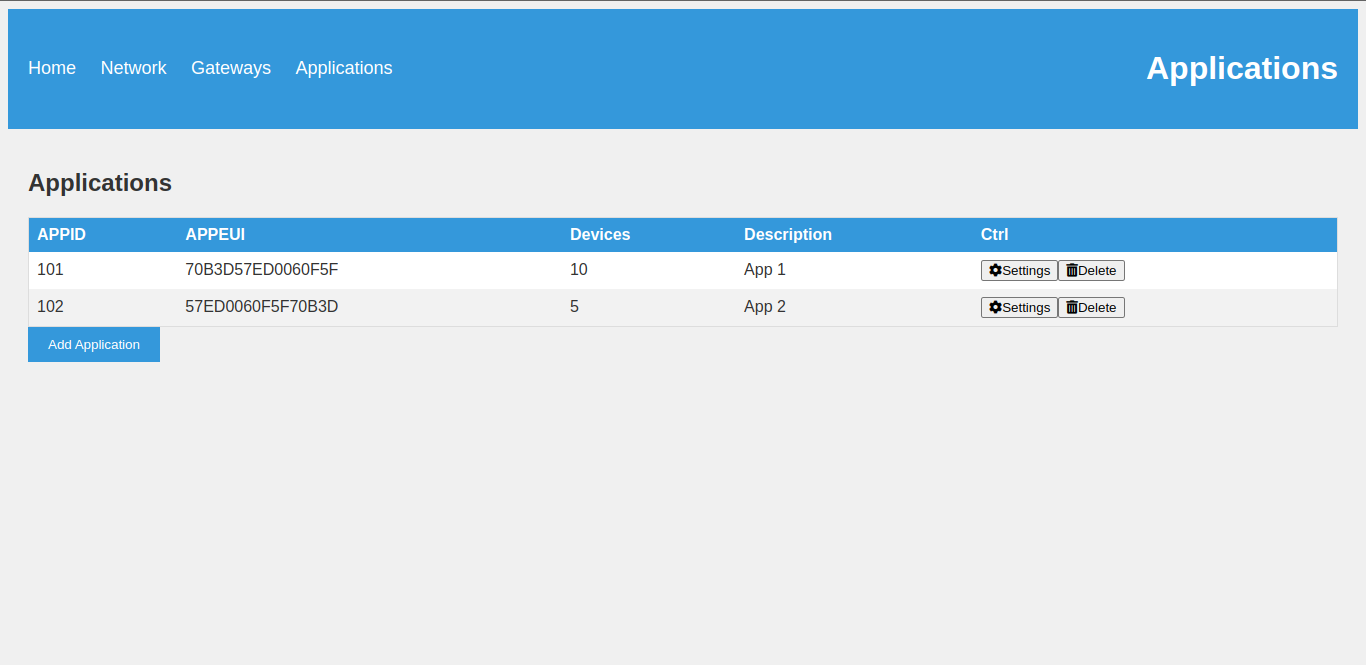 Home Network Gateways Applications Applications
Applications
APPID APPEUI Devices Description Ctrl
101 70B3D57ED0060F5F 10 App 1 Settings Delete
102 57ED0060F5F70B3D 5 App 2 Settings Delete
Add Application